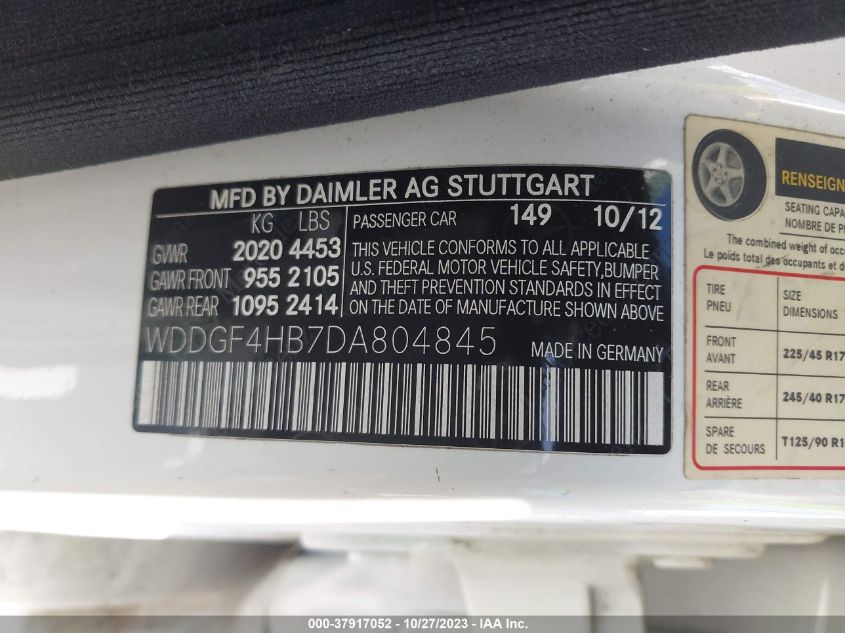 MFD BY DAIMLER AG STUTTGART
KG LBS
GVWR 2020 4453
GAWR FRONT 955 2105
GAWR REAR 1095 2414
PASSENGER CAR 149 10/12
THIS VEHICLE CONFORMS TO ALL APPLICABLE
U.S. FEDERAL MOTOR VEHICLE SAFETY,BUMPER
AND THEFT PREVENTION STANDARDS IN EFFECT
ON THE DATE OF MANUFACTURE SHOWN ABOVE
WDDGF4HB7DA804845 MADE IN GERMANY
RENSEIGN
SEATING CAPA
NOMBRE DE P
The combined weight of occ
Le poids total des occupants et d
TIRE SIZE
PNEU DIMENSIONS
FRONT
AVANT 225/45 R17
REAR
ARRIÈRE 245/40 R17
SPARE
DE SECOURS T125/90 R1
000-37917052 - 10/27/2023 - IAA Inc.